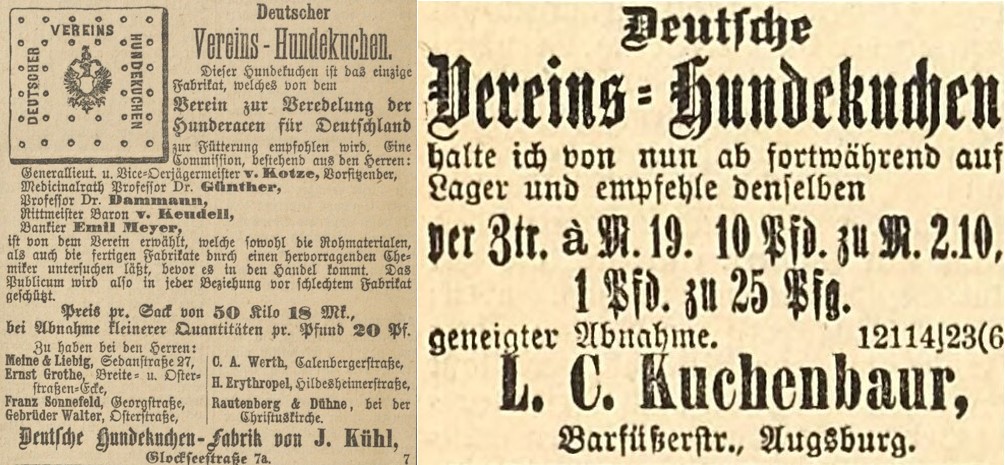 VEREINS
DEUTSCHER
HUNDEKUCHEN
Deutscher
Vereins-Hundekuchen.
Dieser Hundekuchen ist das einzige
Fabrikat, welches von dem
Verein zur Veredelung der
Hunderacen für Deutschland
zur Fütterung empfohlen wird. Eine
Commission, bestehend aus den Herren:
Generallieut. u. Vice-Oerjägermeister v. Kotze, Vorsitzender,
Medicinalrath Professor Dr. Günther,
Professor Dr. Dammann,
Rittmeister Baron v. Keudell,
Bankier Emil Meyer,
ist von dem Verein erwählt, welche sowohl die Rohmaterialen,
als auch die fertigen Fabrikate durch einen hervorragenden Che-
miker untersuchen läßt, bevor es in den Handel kommt. Das
Publicum wird also in jeder Beziehung vor schlechtem Fabrikat
geschützt.
Preis pr. Sack von 50 Kilo 18 Mk.,
bei Abnahme kleinerer Quantitäten pr. Pfund 20 Pf.
Zu haben bei den Herren:
Meine & Liebig, Sedanstraße 27,
Ernst Grothe, Breite- u. Oster-
straßen-Ecke,
Franz Sonnefeld, Georgstraße,
Gebrüder Walter, Osterstraße,
C. A. Werth, Calenbergerstraße,
H. Erythropel, Hildesheimerstraße,
Rautenberg & Dühne, bei der
Christuskirche.
Deutsche Hundekuchen-Fabrik von J. Kühl,
Glockseestraße 7a. 7
Deutsche
Vereins-Hundekuchen
halte ich von nun ab fortwährend auf
Lager und empfehle denselben
per Ztr. à M. 19. 10 Pfd. zu M. 2.10,
1 Pfd. zu 25 Pfg.
geneigter Abnahme. 12114]23(6
L. C. Kuchenbaur,
Barfüßerstr., Augsburg.